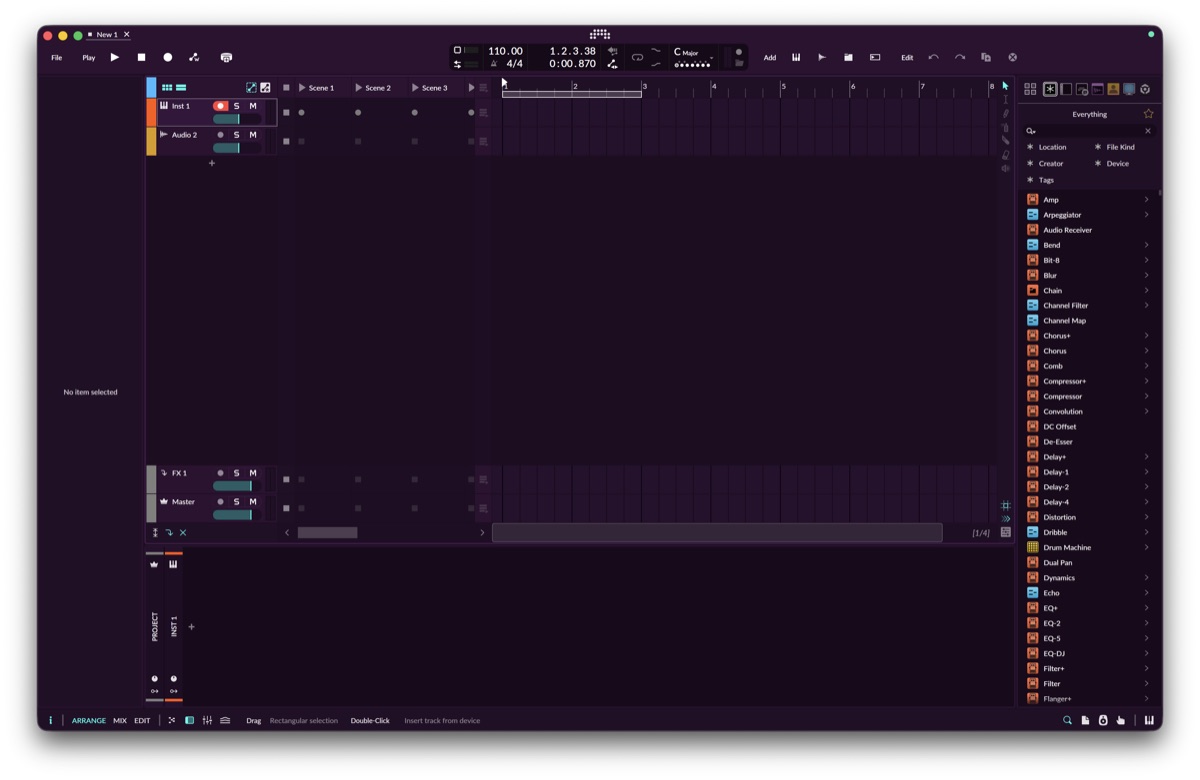 New 1
File
Play
110.00
4/4
1.2.3.38
0:00.870
C Major
Add
Edit
Scene 1
Scene 2
Scene 3
1
2
3
4
5
6
7
8
Inst 1
S
M
Audio 2
S
M
+
No item selected
FX 1
S
M
Master
S
M
[1/4]
PROJECT
INST 1
+
Everything
Location
File Kind
Creator
Device
Tags
Amp
Arpeggiator
Audio Receiver
Bend
Bit-8
Blur
Chain
Channel Filter
Channel Map
Chorus+
Chorus
Comb
Compressor+
Compressor
Convolution
DC Offset
De-Esser
Delay+
Delay-1
Delay-2
Delay-4
Distortion
Dribble
Drum Machine
Dual Pan
Dynamics
Echo
EQ+
EQ-2
EQ-5
EQ-DJ
Filter+
Filter
Flanger+
i
ARRANGE
MIX
EDIT
Drag
Rectangular selection
Double-Click
Insert track from device